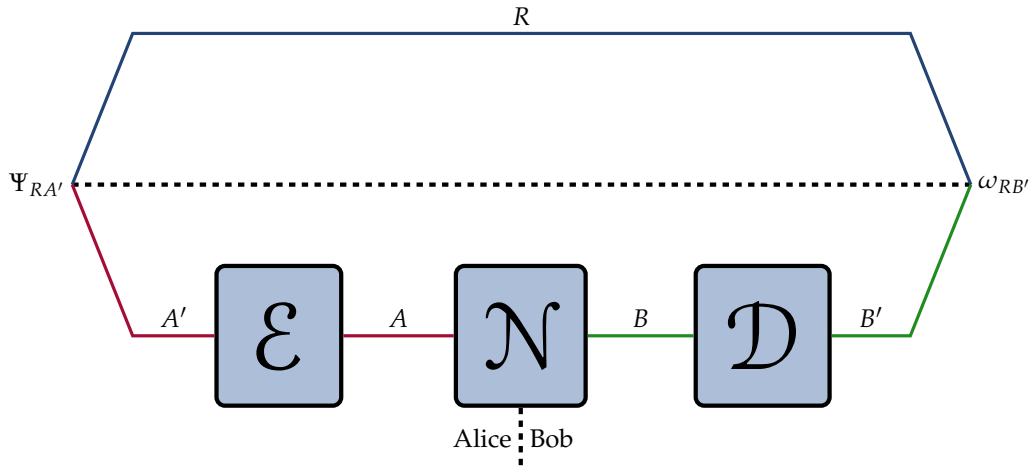 R
Ψ_{RA′} ω_{RB′}
A′ ℰ A 𝒩 B 𝒟 B′
Alice Bob